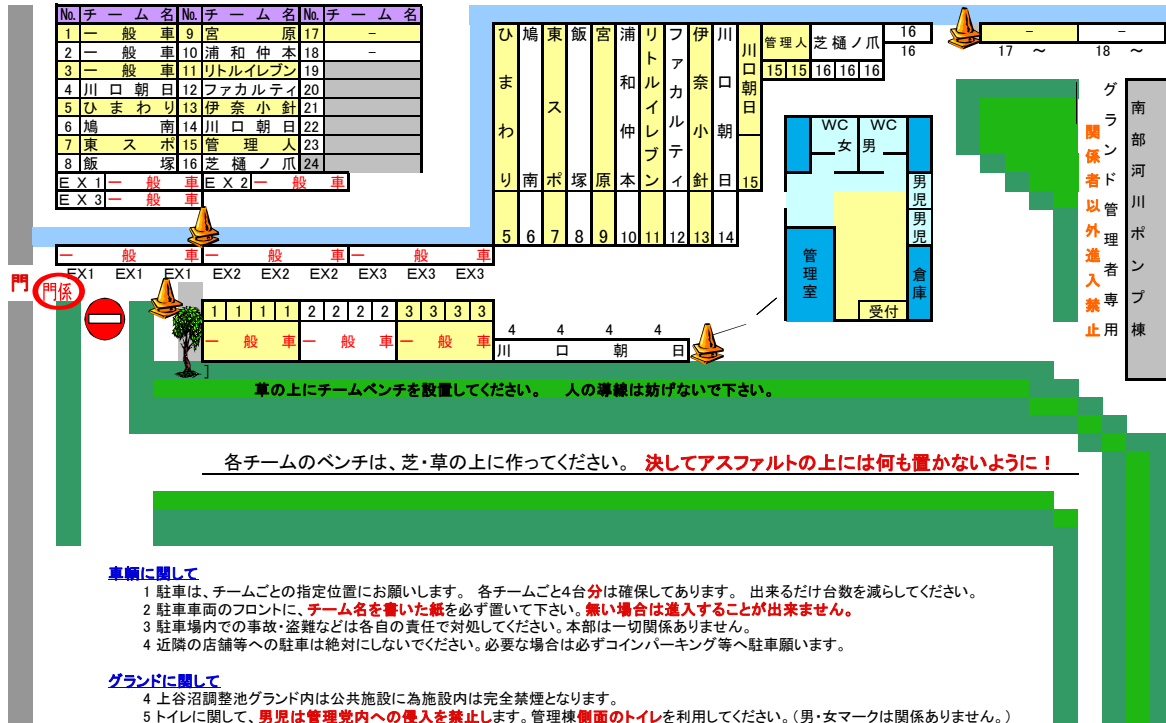 No. チーム名 No. チーム名 No. チーム名
1 一般車 9 宮原 17 －
2 一般車 10 浦和仲本 18 －
3 一般車 11 リトルイレブン 19
4 川口朝日 12 ファカルティ 20
5 ひまわり 13 伊奈小針 21
6 鳩南 14 川口朝日 22
7 東スポ 15 管理人 23
8 飯塚 16 芝樋ノ爪 24
EX1 一般車 EX2 一般車
EX3 一般車
ひまわり 5
鳩南 6
東スポ 7
飯塚 8
宮原 9
浦和仲本 10
リトルイレブン 11
ファカルティ 12
伊奈小針 13
川口朝日 14
川口朝日 15
管理人 芝樋ノ爪 16
15 15 16 16 16 16
－ －
17 ～ 18 ～
グランド管理者専用
関係者以外進入禁止
南部河川ポンプ棟
WC WC
女 男
男児
男児
管理室
倉庫
受付
一般車 一般車 一般車
EX1 EX1 EX1 EX2 EX2 EX2 EX3 EX3 EX3
門
門係
1 1 1 1 2 2 2 2 3 3 3 3
一般車 一般車 一般車
4 4 4 4
川口朝日
］
草の上にチームベンチを設置してください。 人の導線は妨げないで下さい。
各チームのベンチは、芝・草の上に作ってください。 決してアスファルトの上には何も置かないように！
車輌に関して
1 駐車は、チームごとの指定位置にお願いします。 各チームごと4台分は確保してあります。 出来るだけ台数を減らしてください。
2 駐車車両のフロントに、チーム名を書いた紙を必ず置いて下さい。無い場合は進入することが出来ません。
3 駐車場内での事故・盗難などは各自の責任で対処してください。本部は一切関係ありません。
4 近隣の店舗等への駐車は絶対にしないでください。必要な場合は必ずコインパーキング等へ駐車願います。
グランドに関して
4 上谷沼調整池グランド内は公共施設に為施設内は完全禁煙となります。
5 トイレに関して、男児は管理党内への侵入を禁止します。管理棟側面のトイレを利用してください。（男・女マークは関係ありません。）